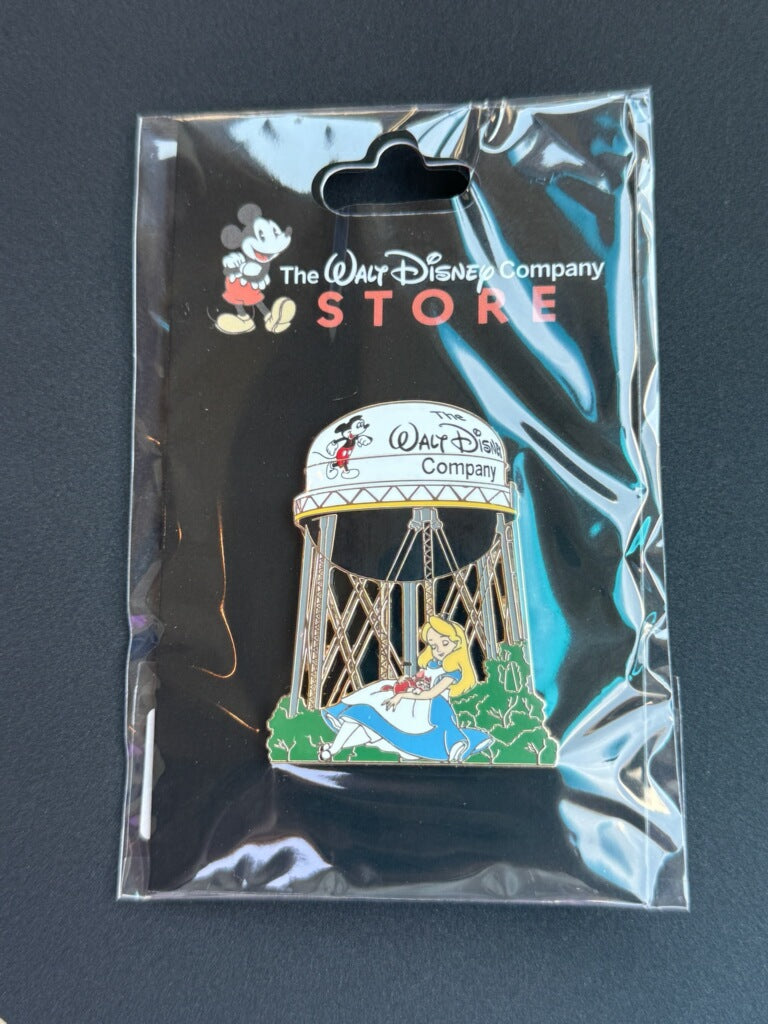 The Walt Disney Company
STORE
The
Walt Disney
Company